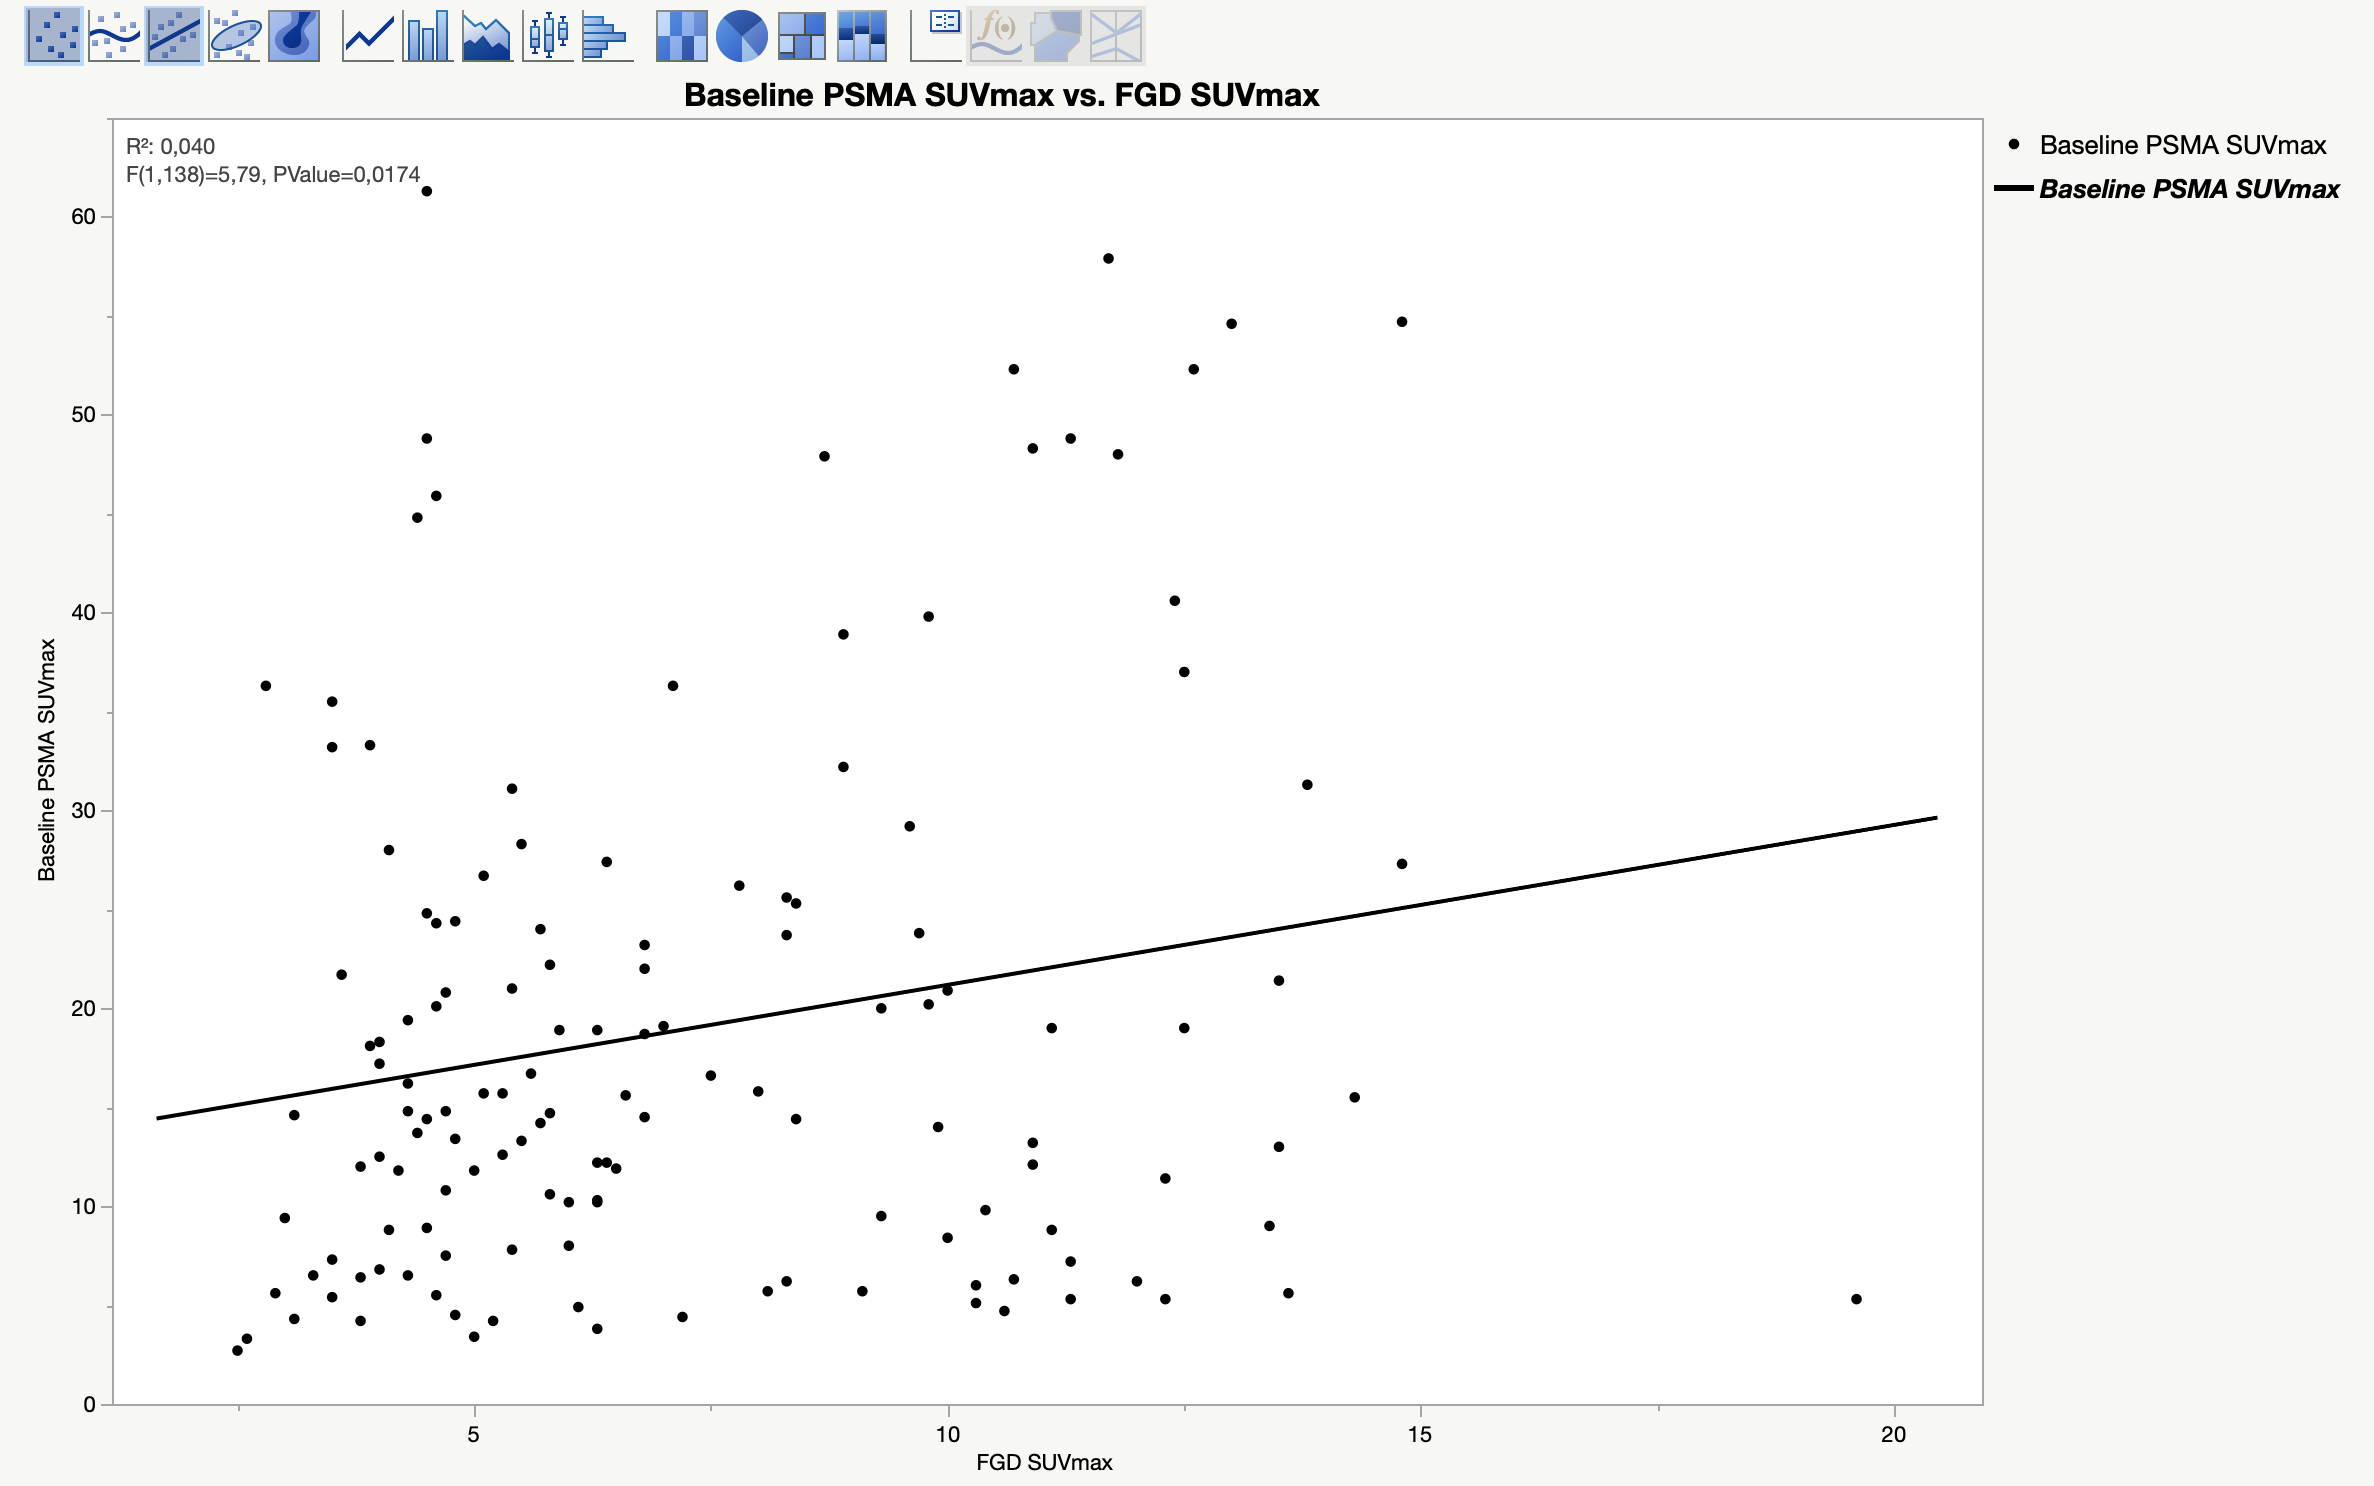 f(•)
Baseline PSMA SUVmax vs. FGD SUVmax
R²: 0,040
F(1,138)=5,79, PValue=0,0174
Baseline PSMA SUVmax
Baseline PSMA SUVmax
60
50
40
30
20
10
0
Baseline PSMA SUVmax
5
10
15
20
FGD SUVmax